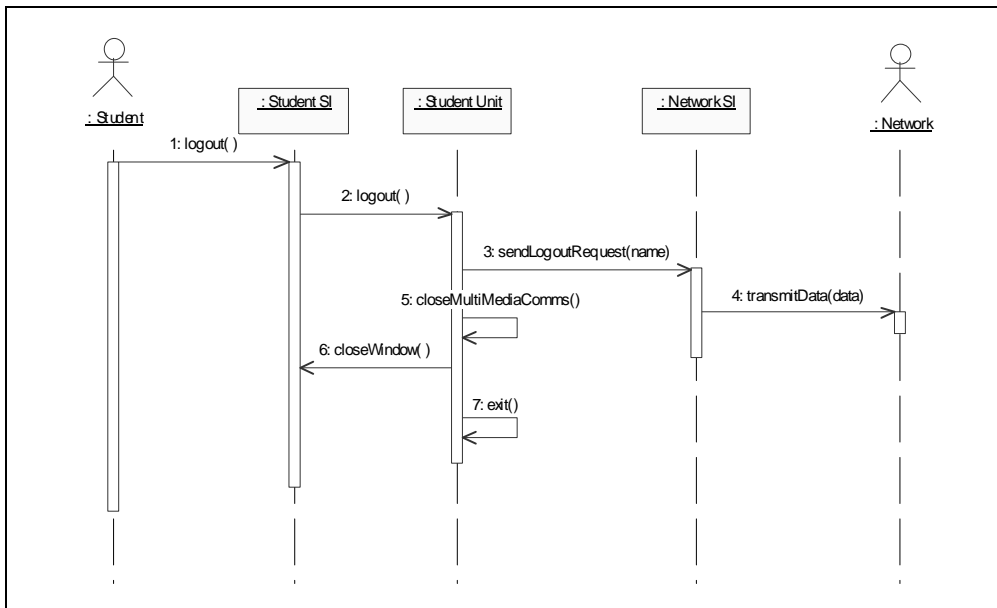 : Student
: Student SI
: Student Unit
: Network SI
: Network
1: logout( )
2: logout( )
3: sendLogoutRequest(name)
4: transmitData(data)
5: closeMultiMediaComms()
6: closeWindow( )
7: exit()